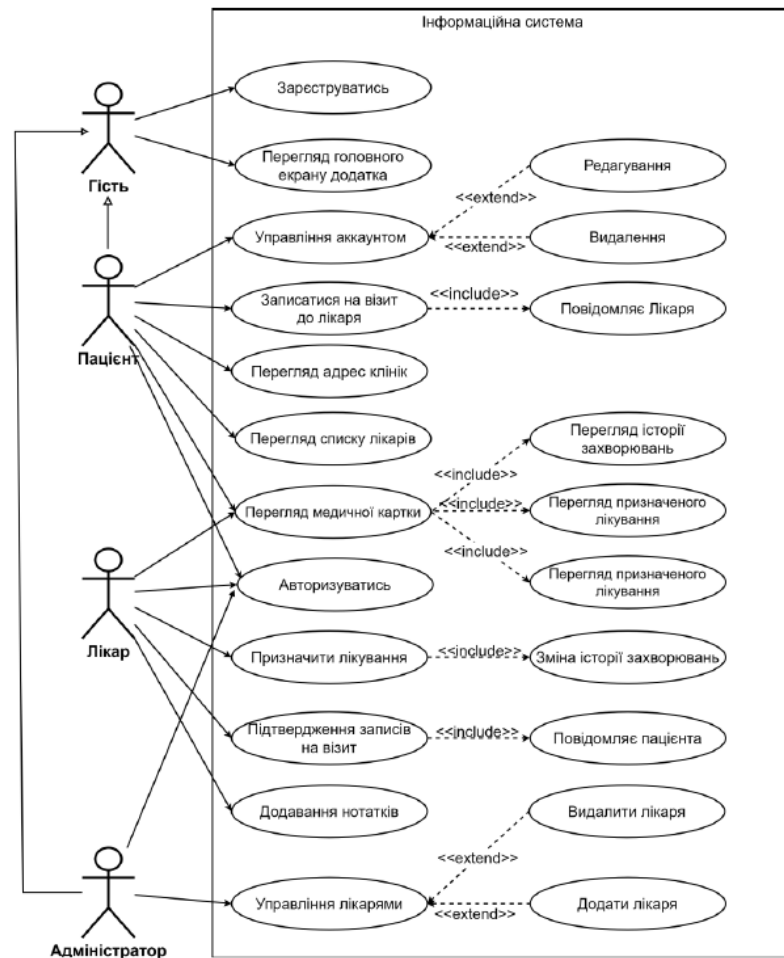 Інформаційна система
Зарєструватись
Перегляд головного
екрану додатка
Гість
Редагування
<<extend>>
Управління аккаунтом
<<extend>>
Видалення
Записатися на візит
до лікаря
<<include>>
Повідомляє Лікаря
Пацієнт
Перегляд адрес клінік
Перегляд списку лікарів
Перегляд історії
захворювань
<<include>>
Перегляд медичної картки
<<include>>
Перегляд призначеного
лікування
<<include>>
Перегляд призначеного
лікування
Авторизуватись
Лікар
Призначити лікування
<<include>>
Зміна історії захворювань
Підтвердження записів
на візит
<<include>>
Повідомляє пацієнта
Додавання нотатків
Видалити лікаря
<<extend>>
Управління лікарями
<<extend>>
Додати лікаря
Адміністратор